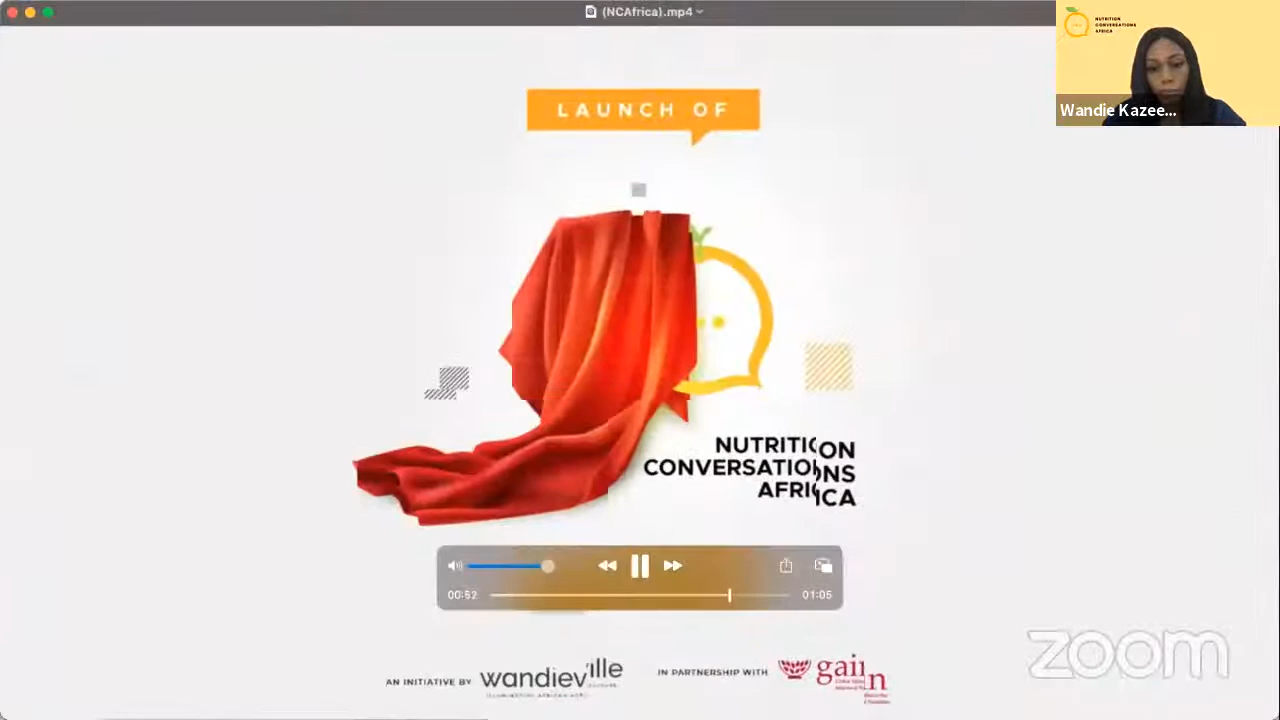 (NCAfrica).mp4
NUTRITION
CONVERSATIONS
AFRICA
Wandie Kazee...
LAUNCH OF
NUTRITION
CONVERSATIONS
AFRICA
00:52
01:05
AN INITIATIVE BY
wandieville
IN PARTNERSHIP WITH
gain
zoom